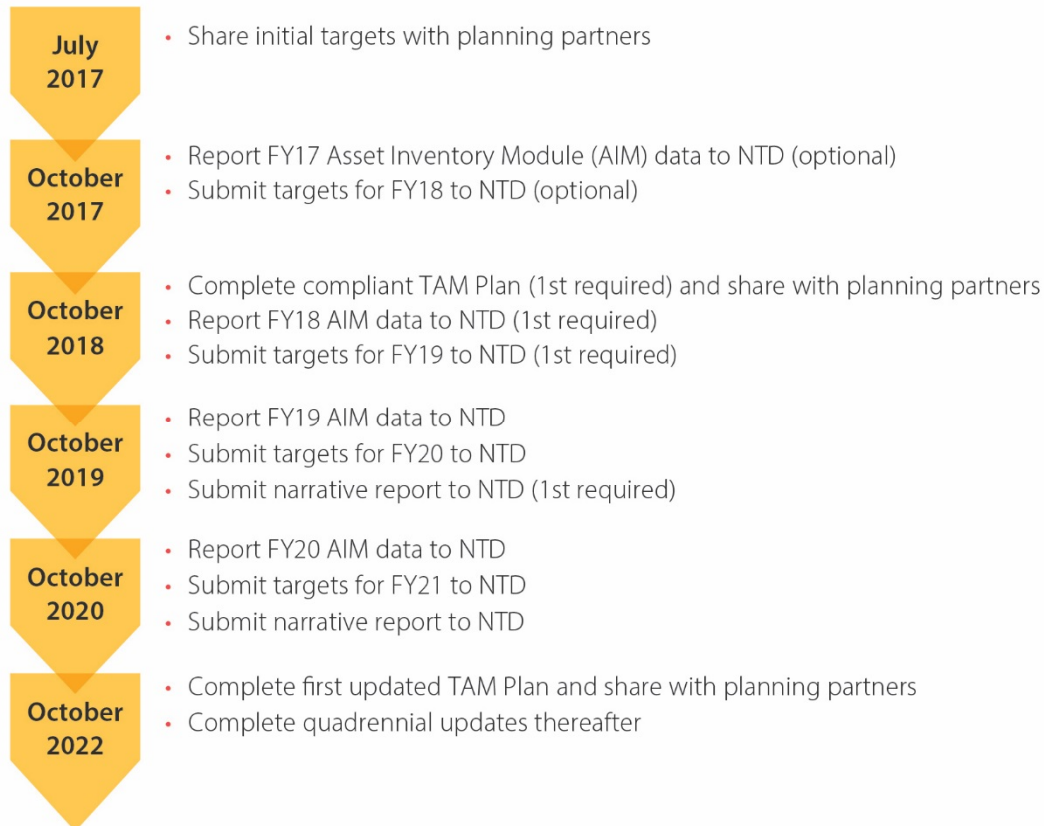 July
2017
• Share initial targets with planning partners
October
2017
• Report FY17 Asset Inventory Module (AIM) data to NTD (optional)
• Submit targets for FY18 to NTD (optional)
October
2018
• Complete compliant TAM Plan (1st required) and share with planning partners
• Report FY18 AIM data to NTD (1st required)
• Submit targets for FY19 to NTD (1st required)
October
2019
• Report FY19 AIM data to NTD
• Submit targets for FY20 to NTD
• Submit narrative report to NTD (1st required)
October
2020
• Report FY20 AIM data to NTD
• Submit targets for FY21 to NTD
• Submit narrative report to NTD
October
2022
• Complete first updated TAM Plan and share with planning partners
• Complete quadrennial updates thereafter